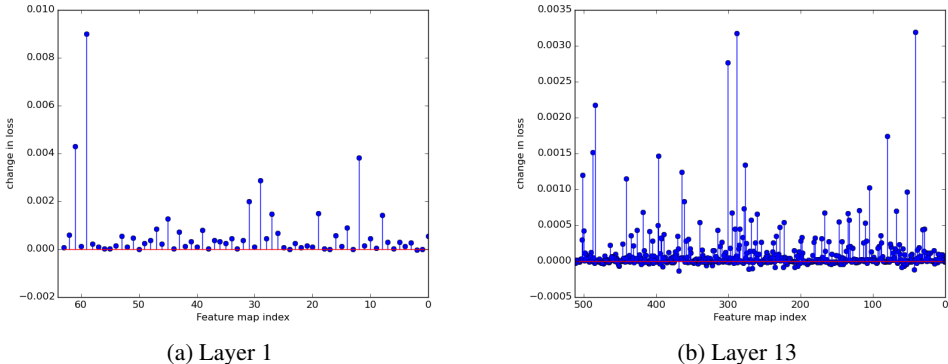 0.010
0.008
0.006
0.004
0.002
0.000
−0.002
change in loss
60 50 40 30 20 10 0
Feature map index
(a) Layer 1
0.0035
0.0030
0.0025
0.0020
0.0015
0.0010
0.0005
0.0000
−0.0005
change in loss
500 400 300 200 100 0
Feature map index
(b) Layer 13